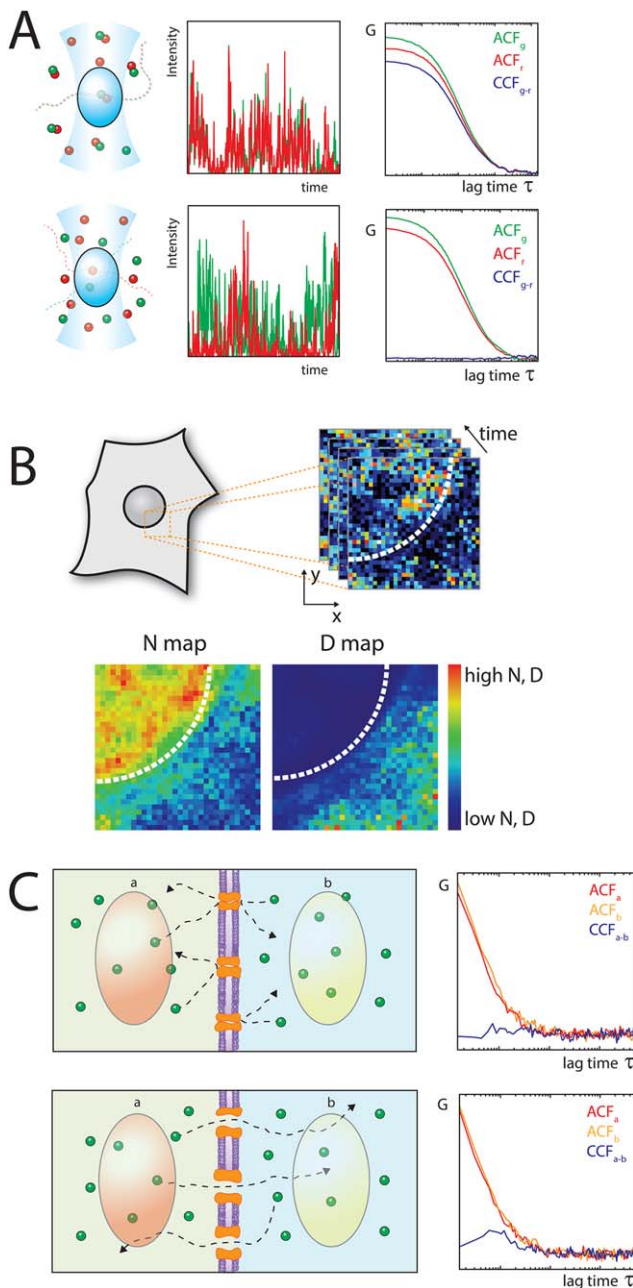 A
Intensity
time
G
ACFg
ACFr
CCFg-r
lag time τ
Intensity
time
G
ACFg
ACFr
CCFg-r
lag time τ
B
time
y
x
N map
D map
high N, D
low N, D
C
a
b
G
ACFa
ACFb
CCFa-b
lag time τ
a
b
G
ACFa
ACFb
CCFa-b
lag time τ